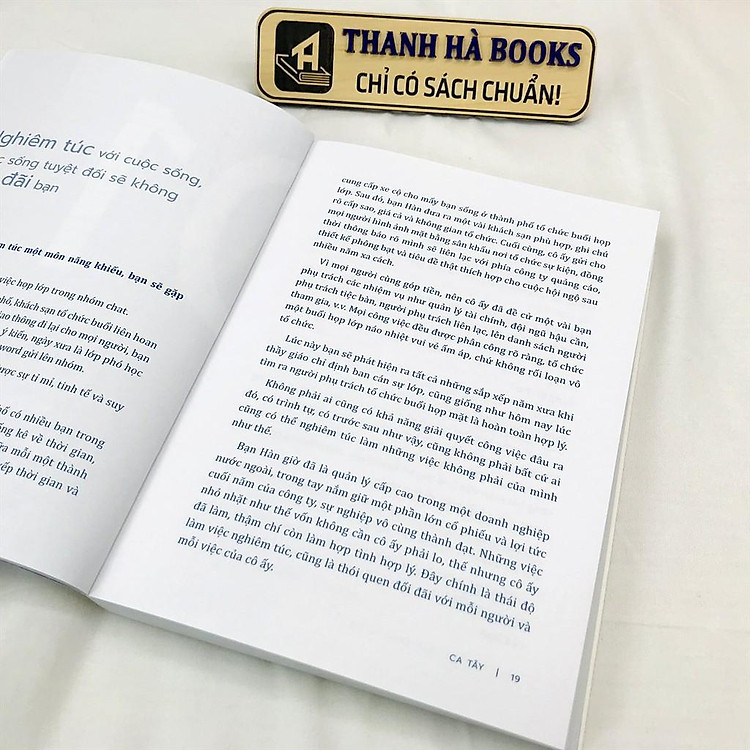 THANH HÀ BOOKS
CHỈ CÓ SÁCH CHUẨN!
Nghiêm túc với cuộc sống,
sống tuyệt đối sẽ không
đãi bạn
túc một môn năng khiếu, bạn sẽ gặp
việc họp lớp trong nhóm chat.
khách sạn tổ chức buổi liên hoan
giao thông đi lại cho mọi người, bạn
ý kiến, ngày xưa là lớp phó học
word gửi lên nhóm.
được sự tỉ mỉ, tinh tế và suy
có nhiều bạn trong
kê về thời gian,
mỗi một thành
thời gian và
cung cấp xe cộ cho mấy bạn sống ở thành phố tổ chức buổi họp
lớp. Sau đó, bạn Hàn đưa ra một vài khách sạn phù hợp, ghi chú
rõ cấp sao, giá cả và không gian tổ chức. Cuối cùng, cô ấy gửi cho
mọi người hình ảnh mặt bằng sân khấu nơi tổ chức sự kiện, đồng
thời thông báo rõ mình sẽ liên lạc với phía công ty quảng cáo,
thiết kế phông bạt và tiêu đề thật thích hợp cho cuộc hội ngộ sau
nhiều năm xa cách.
Vì mọi người cùng góp tiền, nên cô ấy đã đề cử một vài bạn
phụ trách các nhiệm vụ như quản lý tài chính, đội ngũ hậu cần,
phụ trách tiệc bàn, người phụ trách liên lạc, lên danh sách người
tham gia, v.v. Mọi công việc đều được phân công rõ ràng, tổ chức
một buổi họp lớp náo nhiệt vui vẻ ấm áp, chứ không rối loạn vô
tổ chức.
Lúc này bạn sẽ phát hiện ra tất cả những sắp xếp năm xưa khi
thầy giáo chỉ định ban cán sự lớp, cũng giống như hôm nay lúc
tìm ra người phụ trách tổ chức buổi họp mặt là hoàn toàn hợp lý.
Không phải ai cũng có khả năng giải quyết công việc đâu ra
đó, có trình tự, có trước sau như vậy, cũng không phải bất cứ ai
cũng có thể nghiêm túc làm những việc không phải của mình
như thế.
Bạn Hàn giờ đã là quản lý cấp cao trong một doanh nghiệp
nước ngoài, trong tay nắm giữ một phần lớn cổ phiếu và lợi tức
cuối năm của công ty, sự nghiệp vô cùng thành đạt. Những việc
nhỏ nhặt như thế vốn không cần cô ấy phải lo, thế nhưng cô ấy
đã làm, thậm chí còn làm hợp tình hợp lý. Đây chính là thái độ
làm việc nghiêm túc, cũng là thói quen đối đãi với mỗi người và
mỗi việc của cô ấy.
CA TÂY | 19